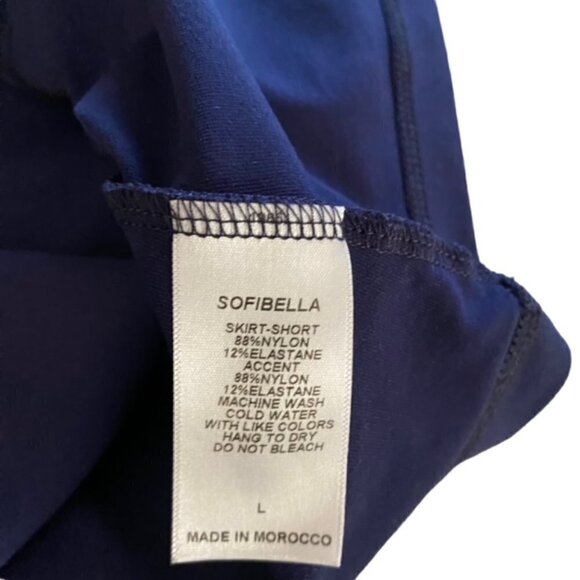 SOFIBELLA
SKIRT-SHORT
88%NYLON
12%ELASTANE
ACCENT
88%NYLON
12%ELASTANE
MACHINE WASH
COLD WATER
WITH LIKE COLORS
HANG TO DRY
DO NOT BLEACH
L
MADE IN MOROCCO